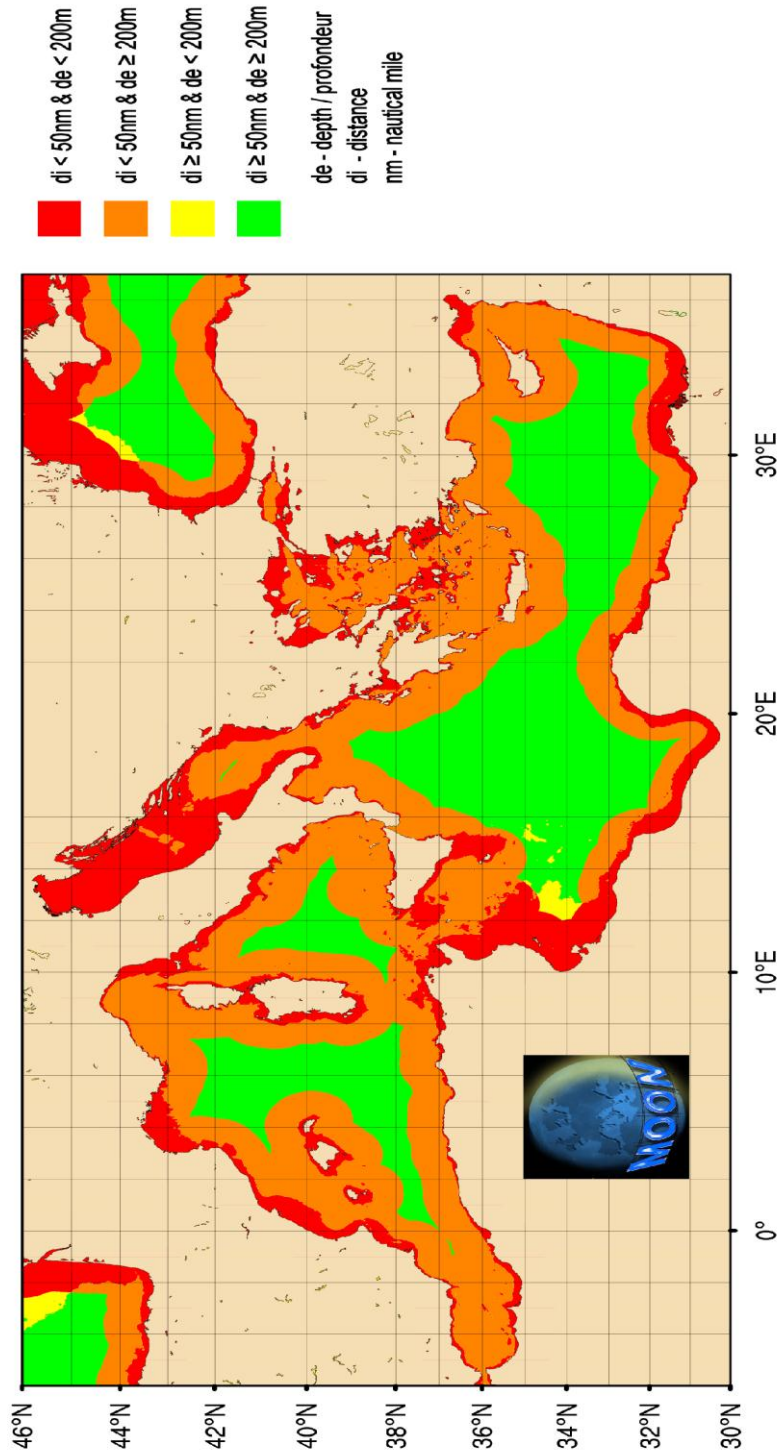 di < 50nm & de < 200m
di < 50nm & de ≥ 200m
di ≥ 50nm & de < 200m
di ≥ 50nm & de ≥ 200m
de - depth / profondeur
di - distance
nm - nautical mile
46°N
44°N
42°N
40°N
38°N
36°N
34°N
32°N
30°N
0°
10°E
20°E
30°E
MOON